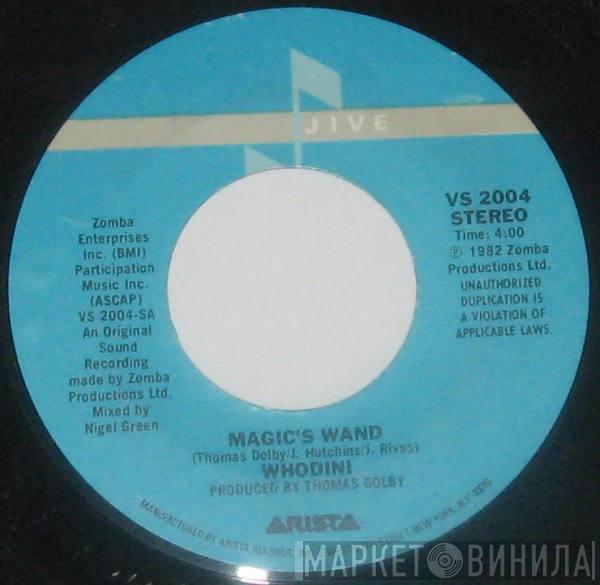 JIVE
Zomba
Enterprises
Inc. (BMI)
Participation
Music Inc.
(ASCAP)
VS 2004-SA
An Original
Sound
Recording
made by Zomba
Productions Ltd.
Mixed by
Nigel Green
VS 2004
STEREO
Time: 4:00
℗ 1982 Zomba
Productions Ltd.
UNAUTHORIZED
DUPLICATION IS
A VIOLATION OF
APPLICABLE LAWS.
MAGIC'S WAND
(Thomas Dolby/J. Hutchins/J. Rivas)
WHODINI
PRODUCED BY THOMAS DOLBY
ARISTA
MANUFACTURED BY ARISTA RECORDS, STREET, NEW YORK, N.Y.
МАРКЕТ ВИНИЛА